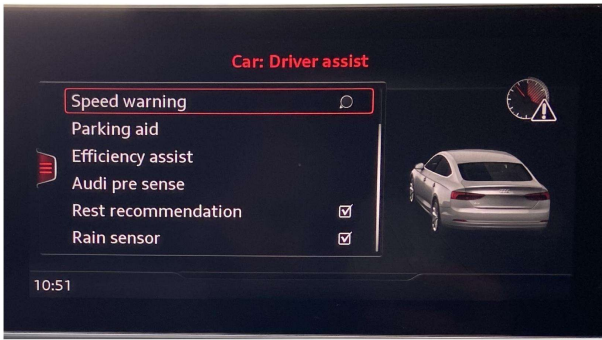 Car: Driver assist
Speed warning
Parking aid
Efficiency assist
Audi pre sense
Rest recommendation
Rain sensor
10:51